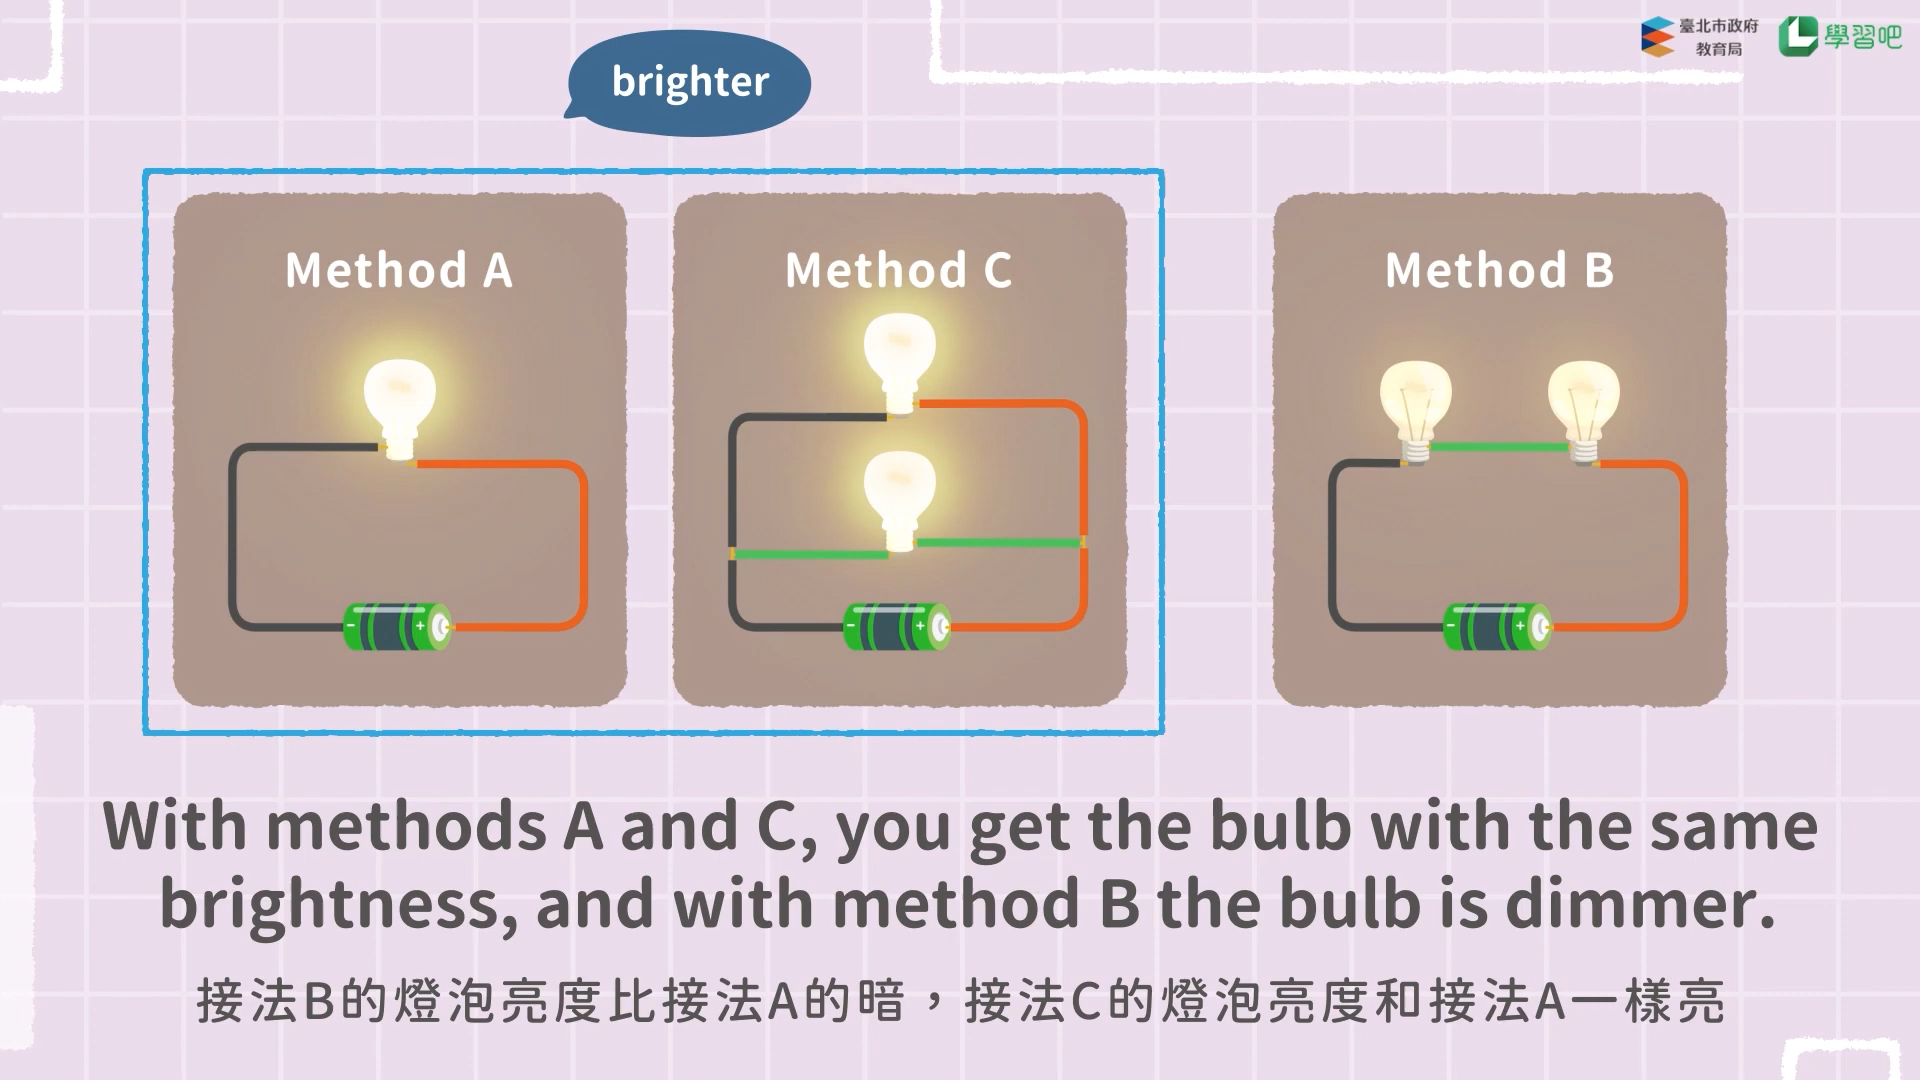 臺北市政府
教育局
學習吧
brighter
Method A
Method C
Method B
With methods A and C, you get the bulb with the same
brightness, and with method B the bulb is dimmer.
接法B的燈泡亮度比接法A的暗，接法C的燈泡亮度和接法A一樣亮